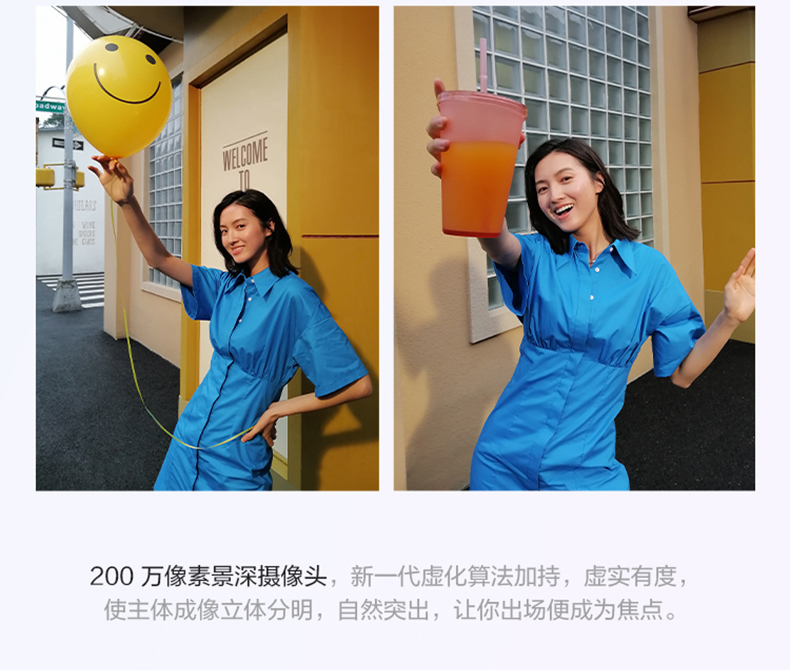 oadway
WELCOME
TO
200 万像素景深摄像头，新一代虚化算法加持，虚实有度，
使主体成像立体分明，自然突出，让你出场便成为焦点。